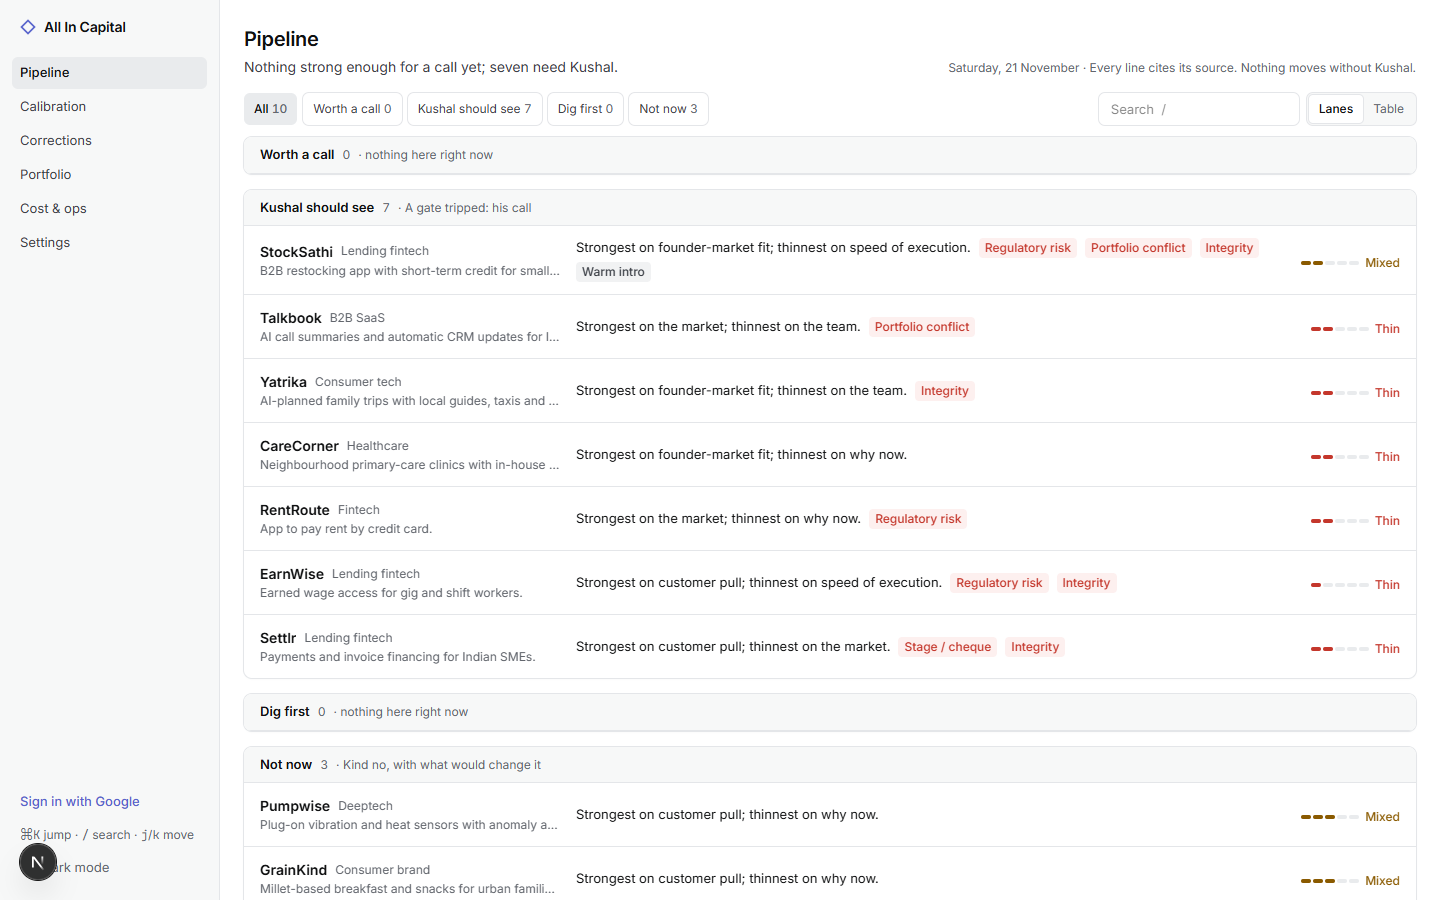 All In Capital
Pipeline
Calibration
Corrections
Portfolio
Cost & ops
Settings
Sign in with Google
⌘K jump · / search · j/k move
N
ark mode
Pipeline
Nothing strong enough for a call yet; seven need Kushal.
Saturday, 21 November · Every line cites its source. Nothing moves without Kushal.
All 10
Worth a call 0
Kushal should see 7
Dig first 0
Not now 3
Search /
Lanes
Table
Worth a call 0 · nothing here right now
Kushal should see 7 · A gate tripped: his call
StockSathi Lending fintech
B2B restocking app with short-term credit for small...
Strongest on founder-market fit; thinnest on speed of execution. Regulatory risk Portfolio conflict Integrity
Warm intro
Mixed
Talkbook B2B SaaS
AI call summaries and automatic CRM updates for I...
Strongest on the market; thinnest on the team. Portfolio conflict
Thin
Yatrika Consumer tech
AI-planned family trips with local guides, taxis and ...
Strongest on founder-market fit; thinnest on the team. Integrity
Thin
CareCorner Healthcare
Neighbourhood primary-care clinics with in-house ...
Strongest on founder-market fit; thinnest on why now.
Thin
RentRoute Fintech
App to pay rent by credit card.
Strongest on the market; thinnest on why now. Regulatory risk
Thin
EarnWise Lending fintech
Earned wage access for gig and shift workers.
Strongest on customer pull; thinnest on speed of execution. Regulatory risk Integrity
Thin
Settlr Lending fintech
Payments and invoice financing for Indian SMEs.
Strongest on customer pull; thinnest on the market. Stage / cheque Integrity
Thin
Dig first 0 · nothing here right now
Not now 3 · Kind no, with what would change it
Pumpwise Deeptech
Plug-on vibration and heat sensors with anomaly a...
Strongest on customer pull; thinnest on why now.
Mixed
GrainKind Consumer brand
Millet-based breakfast and snacks for urban famili...
Strongest on customer pull; thinnest on why now.
Mixed